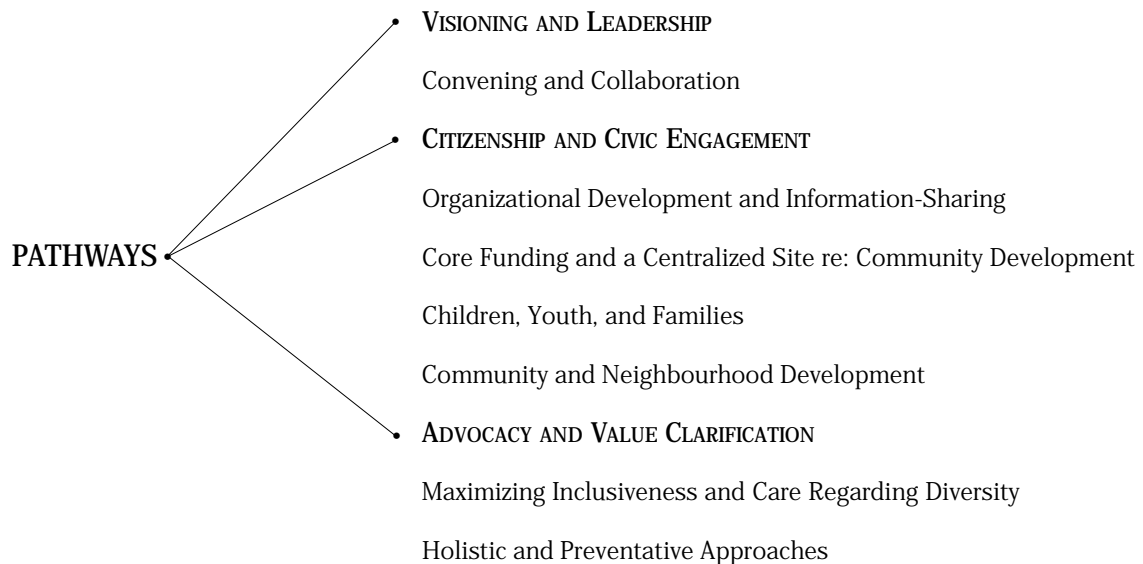 VISIONING AND LEADERSHIP
Convening and Collaboration
CITIZENSHIP AND CIVIC ENGAGEMENT
Organizational Development and Information-Sharing
PATHWAYS
Core Funding and a Centralized Site re: Community Development
Children, Youth, and Families
Community and Neighbourhood Development
ADVOCACY AND VALUE CLARIFICATION
Maximizing Inclusiveness and Care Regarding Diversity
Holistic and Preventative Approaches